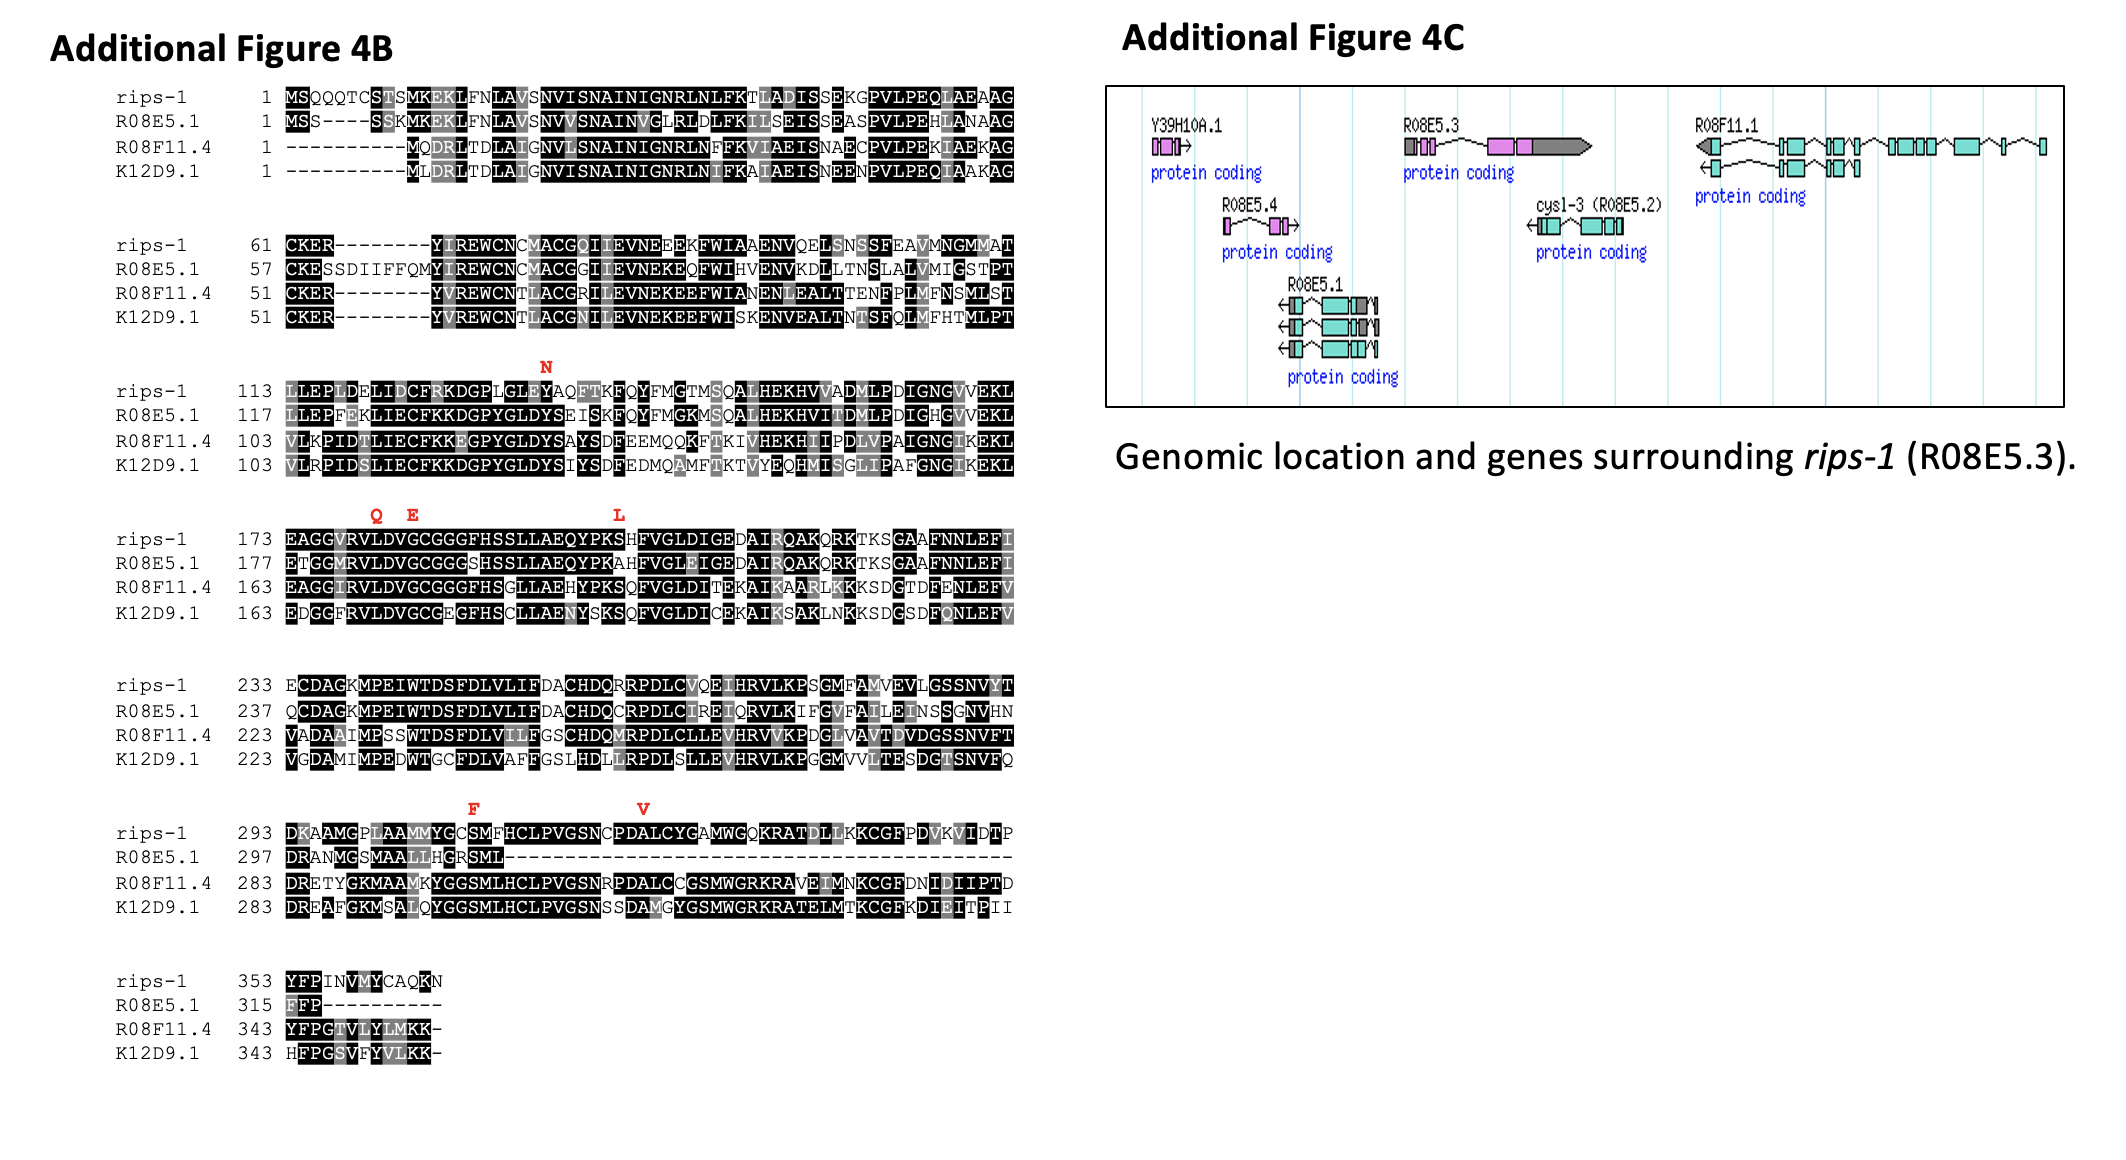 Additional Figure 4B
rips-1 1 MSQQQTCSTSMKEKLFNLAVSNVISNAINIGNRLNLFKTLADISSEKGPVLPEQLAEAAG
R08E5.1 1 MSS----SSKMKEKLFNLAVSNVVSNAINVGLRLDLFKILSEISSEASPVLPEHLANAAG
R08F11.4 1 ----------MQDRLTDLAIGNVLSNAINIGNRLNFFKVIAEISNAECPVLPEKIAEKAG
K12D9.1 1 ----------MLDRLTDLAIGNVISNAINIGNRLNIFKAIAEISNEENPVLPEQIAAKAG
rips-1 61 CKER--------YIREWCNCMACGQIIEVNEEEKFWIAAENVQELSNSSFEAVMNGMMAT
R08E5.1 57 CKESSDIIFFQMYIREWCNCMACGGIIEVNEKEQFWIHVENVKDLLTNSLALVMIGSTPT
R08F11.4 51 CKER--------YVREWCNTLACGRILEVNEKEEFWIANENLEALTTENFPLMFNSMLST
K12D9.1 51 CKER--------YVREWCNTLACGNILEVNEKEEFWISKENVEALTNTSFQLMFHTMLPT
N
rips-1 113 LLEPLDELIDCFRKDGPLGLEYAQFTKFQYFMGTMSQALHEKHVVADMLPDIGNGVVEKL
R08E5.1 117 LLEPFEKLIECFKKDGPYGLDYSEISKFQYFMGKMSQALHEKHVITDMLPDIGHGVVEKL
R08F11.4 103 VLKPIDTLIECFKKEGPYGLDYSAYSDFEEMQQKFTKIVHEKHIIPDLVPAIGNGIKEKL
K12D9.1 103 VLRPIDSLIECFKKDGPYGLDYSIYSDFEDMQAMFTKTVYEQHMISGLIPAFGNGIKEKL
Q E L
rips-1 173 EAGGVRVLDVGCGGGFHSSLLAEQYPKSHFVGLDIGEDAIRQAKQRKTKSGAAFNNLEFI
R08E5.1 177 ETGGMRVLDVGCGGGSHSSLLAEQYPKAHFVGLEIGEDAIRQAKQRKTKSGAAFNNLEFI
R08F11.4 163 EAGGIRVLDVGCGGGFHSGLLAEHYPKSQFVGLDITEKAIKAARLKKKSDGTDFENLEFV
K12D9.1 163 EDGGFRVLDVGCGEGFHSCLLAENYSKSQFVGLDICEKAIKSAKLNKKSDGSDFQNLEFV
rips-1 233 ECDAGKMPEIWTDSFDLVLIFDACHDQRRPDLCVQEIHRVLKPSGMFAMVEVLGSSNVYT
R08E5.1 237 QCDAGKMPEIWTDSFDLVLIFDACHDQCRPDLCIREIQRVLKIFGVFAILEINSSGNVHN
R08F11.4 223 VADAAIMPSSWTDSFDLVILFGSCHDQMRPDLCLLEVHRVVKPDGLVAVTDVDGSSNVFT
K12D9.1 223 VGDAMIMPEDWTGCFDLVAFFGSLHDLLRPDLSLLEVHRVLKPGGMVVLTESDGTSNVFQ
F V
rips-1 293 DKAAMGPLAAMMYGCSMFHCLPVGSNCPDALCYGAMWGQKRATDLLKKCGFPDVKVIDTP
R08E5.1 297 DRANMGSMAALLHGRSML------------------------------------------
R08F11.4 283 DRETYGKMAAMKYGGSMLHCLPVGSNRPDALCCGSMWGRKRAVEIMNKCGFDNIDIIPTD
K12D9.1 283 DREAFGKMSALQYGGSMLHCLPVGSNSSDAMGYGSMWGRKRATELMTKCGFKDIEITPII
rips-1 353 YFPINVMYCAQKN
R08E5.1 315 FFP----------
R08F11.4 343 YFPGTVLYLMKK-
K12D9.1 343 HFPGSVFYVLKK-
Additional Figure 4C
Y39H10A.1
protein coding
R08E5.3
protein coding
R08F11.1
protein coding
R08E5.4
protein coding
cysl-3 (R08E5.2)
protein coding
R08E5.1
protein coding
Genomic location and genes surrounding rips-1 (R08E5.3).